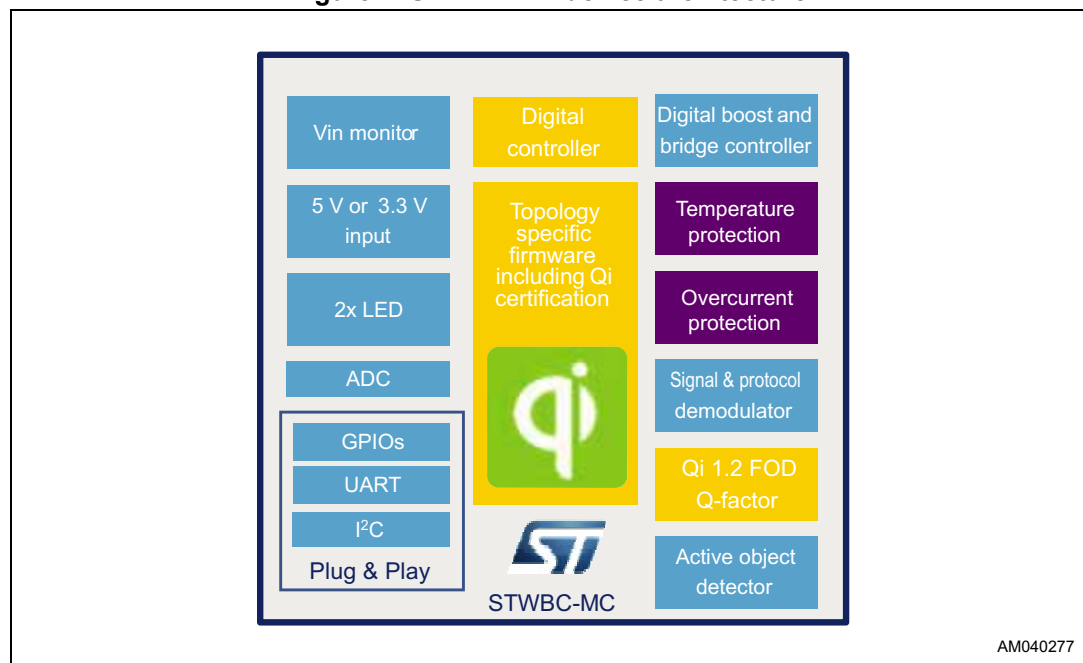 Vin monitor
5 V or 3.3 V
input
2x LED
ADC
GPIOs
UART
I²C
Plug & Play
Digital
controller
Topology
specific
firmware
including Qi
certification
qi
ST
STWBC-MC
Digital boost and
bridge controller
Temperature
protection
Overcurrent
protection
Signal & protocol
demodulator
Qi 1.2 FOD
Q-factor
Active object
detector
AM040277